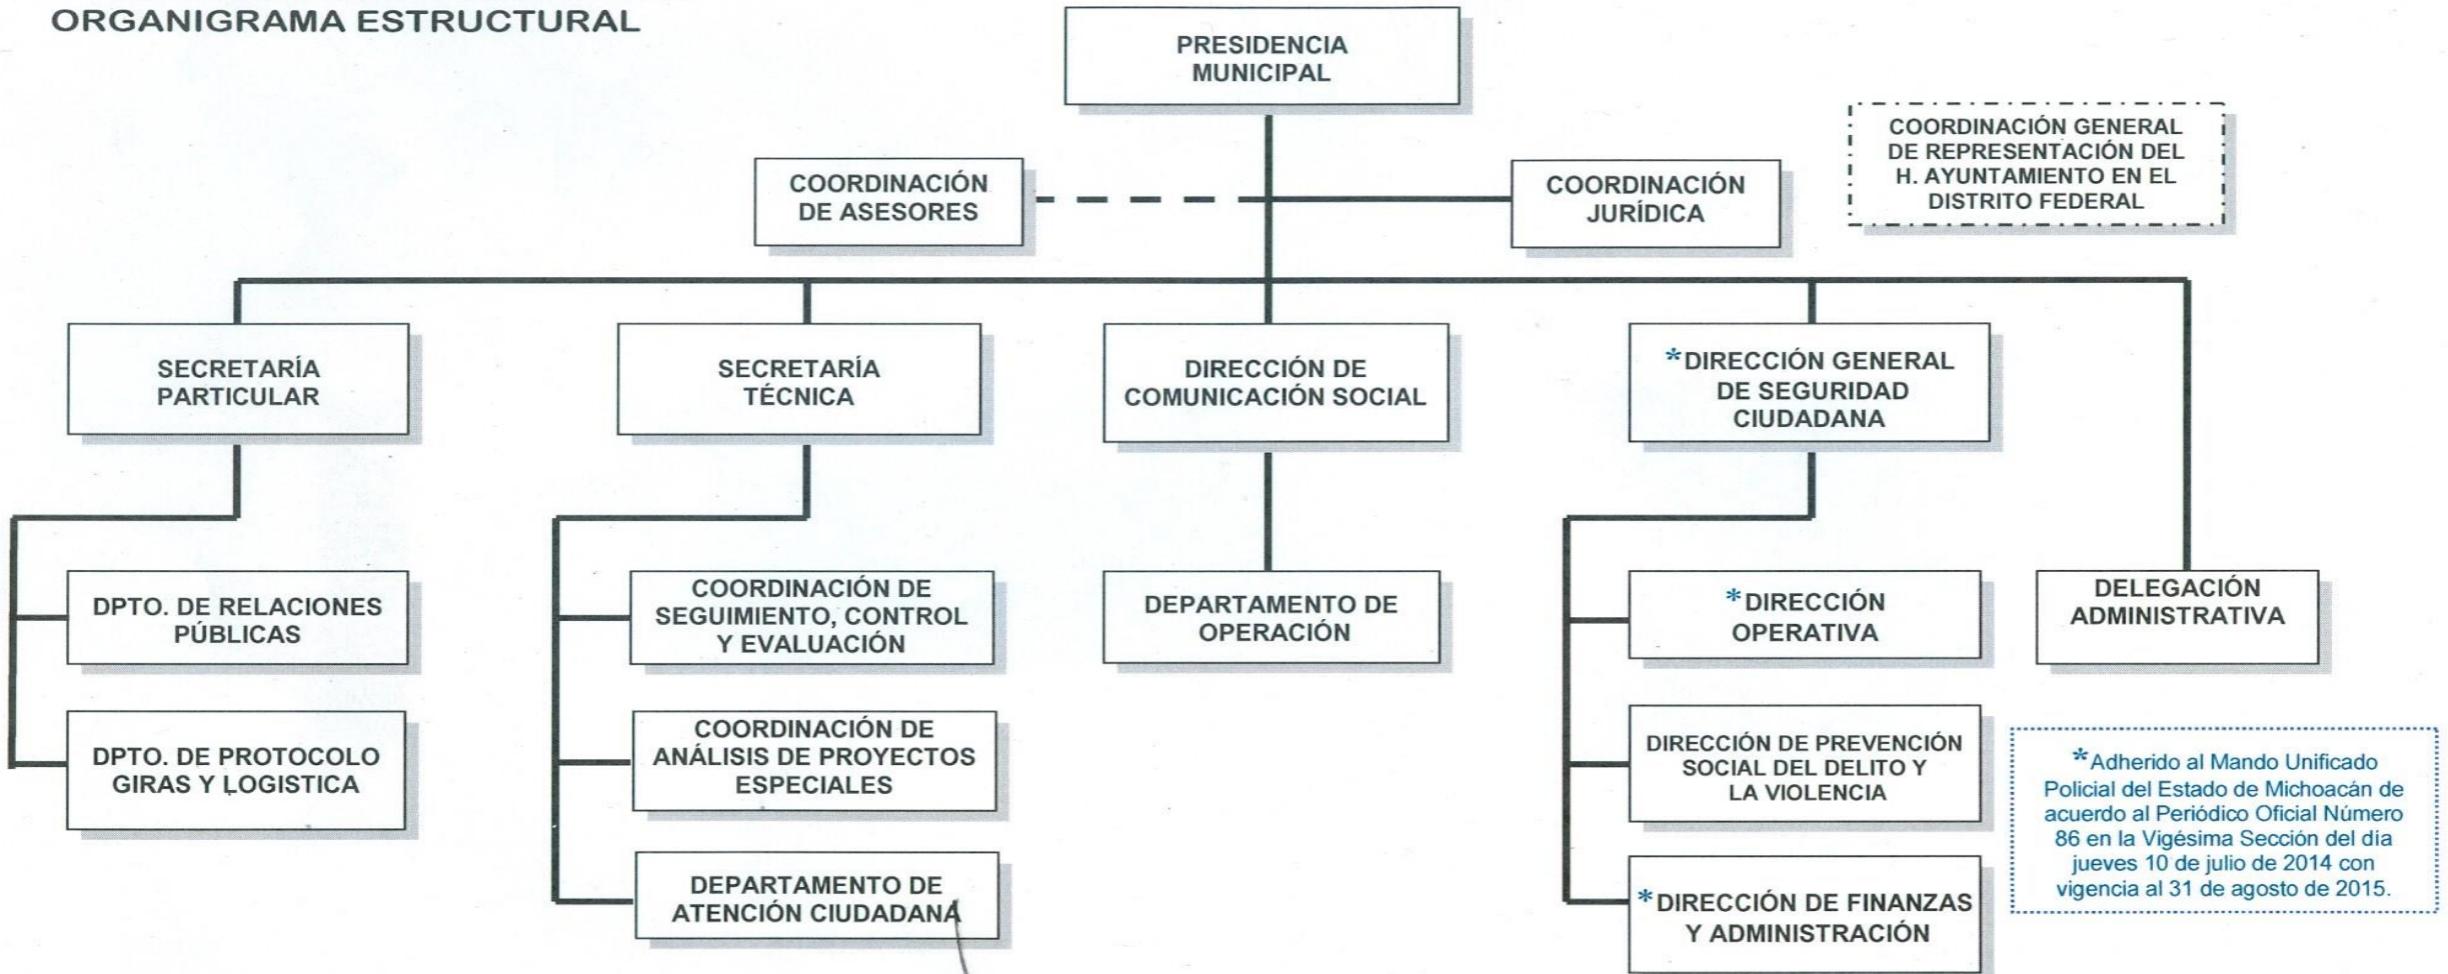 ORGANIGRAMA ESTRUCTURAL
PRESIDENCIA
MUNICIPAL
COORDINACIÓN
DE ASESORES
COORDINACIÓN
JURÍDICA
COORDINACIÓN GENERAL
DE REPRESENTACIÓN DEL
H. AYUNTAMIENTO EN EL
DISTRITO FEDERAL
SECRETARÍA
PARTICULAR
SECRETARÍA
TÉCNICA
DIRECCIÓN DE
COMUNICACIÓN SOCIAL
*DIRECCIÓN GENERAL
DE SEGURIDAD
CIUDADANA
DPTO. DE RELACIONES
PÚBLICAS
DPTO. DE PROTOCOLO
GIRAS Y LOGISTICA
COORDINACIÓN DE
SEGUIMIENTO, CONTROL
Y EVALUACIÓN
COORDINACIÓN DE
ANÁLISIS DE PROYECTOS
ESPECIALES
DEPARTAMENTO DE
ATENCIÓN CIUDADANA
DEPARTAMENTO DE
OPERACIÓN
*DIRECCIÓN
OPERATIVA
DIRECCIÓN DE PREVENCIÓN
SOCIAL DEL DELITO Y
LA VIOLENCIA
*DIRECCIÓN DE FINANZAS
Y ADMINISTRACIÓN
DELEGACIÓN
ADMINISTRATIVA
*Adherido al Mando Unificado
Policial del Estado de Michoacán de
acuerdo al Periódico Oficial Número
86 en la Vigésima Sección del día
jueves 10 de julio de 2014 con
vigencia al 31 de agosto de 2015.